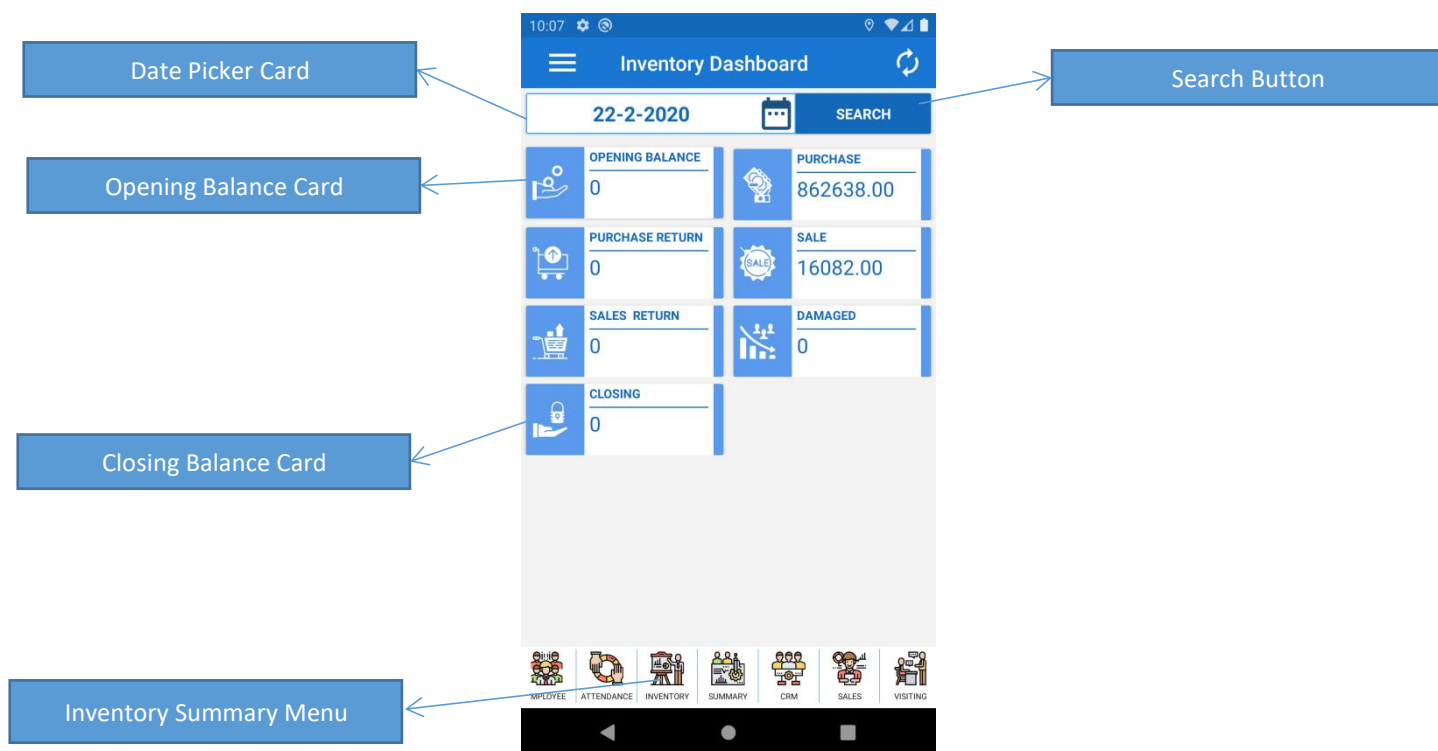 10:07
Date Picker Card
Inventory Dashboard
Search Button
22-2-2020
SEARCH
Opening Balance Card
OPENING BALANCE
0
PURCHASE
862638.00
PURCHASE RETURN
0
SALE
SALE
16082.00
SALES RETURN
0
DAMAGED
0
CLOSING
0
Closing Balance Card
Inventory Summary Menu
MPLOYEE
ATTENDANCE
INVENTORY
SUMMARY
CRM
SALES
VISITING